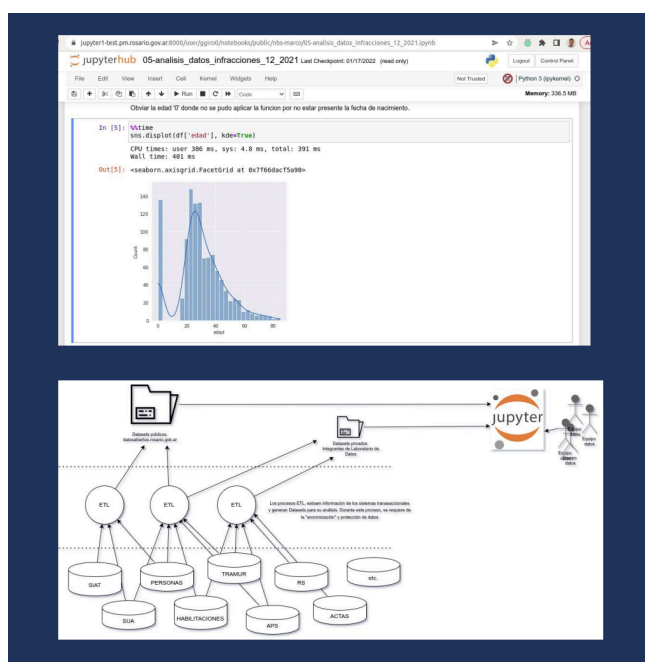 jupyter1-test.pm.rosario.gov.ar:8000/user/ggiro0/notebooks/public/nbs-marco/05-analisis_datos_infracciones_12_2021.ipynb
jupyterhub 05-analisis_datos_infracciones_12_2021 Last Checkpoint: 01/17/2022 (read only)
Logout Control Panel
File Edit View Insert Cell Kernel Widgets Help
Not Trusted Python 3 (ipykernel)
Run Code Memory: 336.5 MB
Obviar la edad '0' donde no se pudo aplicar la funcion por no estar presente la fecha de nacimiento.
In [5]: %%time
sns.displot(df['edad'], kde=True)
CPU times: user 386 ms, sys: 4.8 ms, total: 391 ms
Wall time: 401 ms
Out[5]: <seaborn.axisgrid.FacetGrid at 0x7f66dacf5a90>
140
120
100
80
60
40
20
0
Count
0 20 40 60 80
edad
jupyter
Datasets públicos
datosabiertos.rosario.gob.ar
Datasets privados
Integrantes de Laboratorio de
Datos
Equipo
datos
Equipo
datos
ETL
ETL
ETL
Los procesos ETL, extraen información de los sistemas transaccionales
y generan Datasets para su análisis. Durante este proceso, se requiere de
la "anomización" y protección de datos
SIAT
PERSONAS
TRAMUR
RS
etc.
SUA
HABILITACIONES
APS
ACTAS